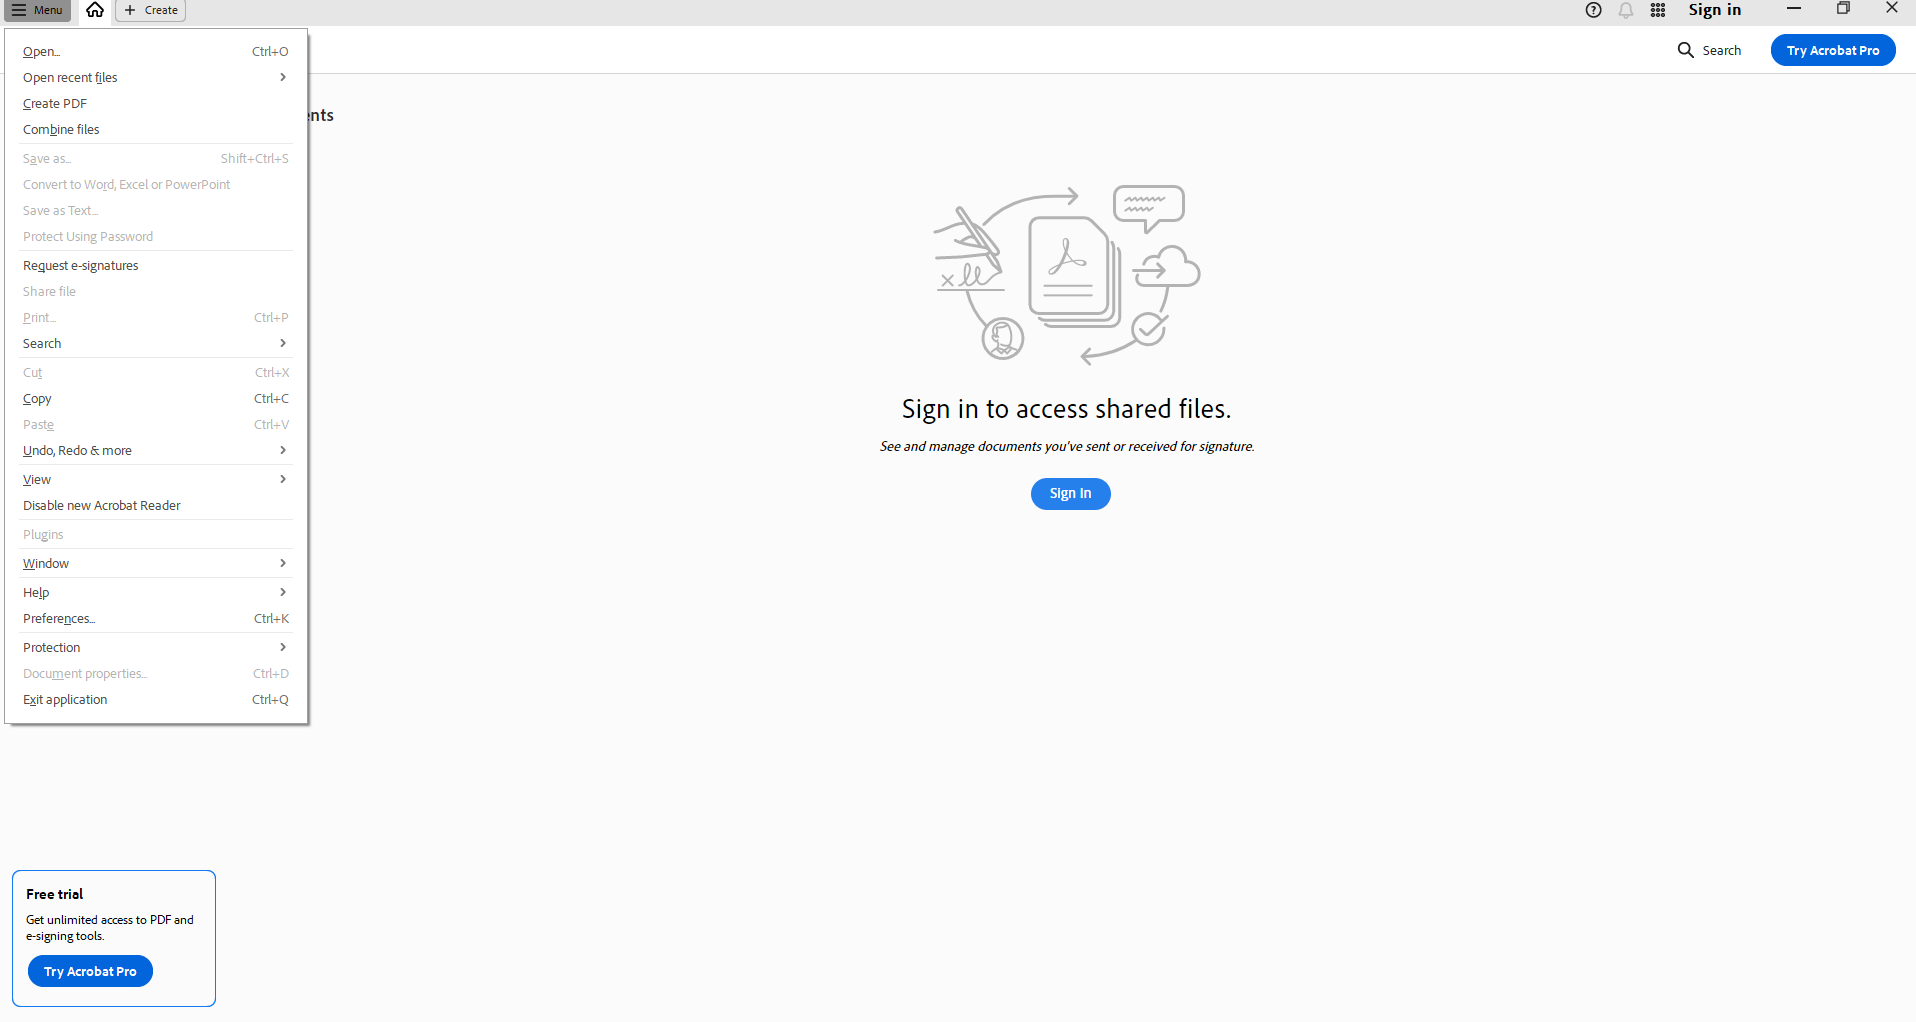 Menu
Create
Sign in
Search
Try Acrobat Pro
Open... Ctrl+O
Open recent files
Create PDF
Combine files
Save as... Shift+Ctrl+S
Convert to Word, Excel or PowerPoint
Save as Text...
Protect Using Password
Request e-signatures
Share file
Print... Ctrl+P
Search
Cut Ctrl+X
Copy Ctrl+C
Paste Ctrl+V
Undo, Redo & more
View
Disable new Acrobat Reader
Plugins
Window
Help
Preferences... Ctrl+K
Protection
Document properties... Ctrl+D
Exit application Ctrl+Q
Sign in to access shared files.
See and manage documents you've sent or received for signature.
Sign In
Free trial
Get unlimited access to PDF and
e-signing tools.
Try Acrobat Pro